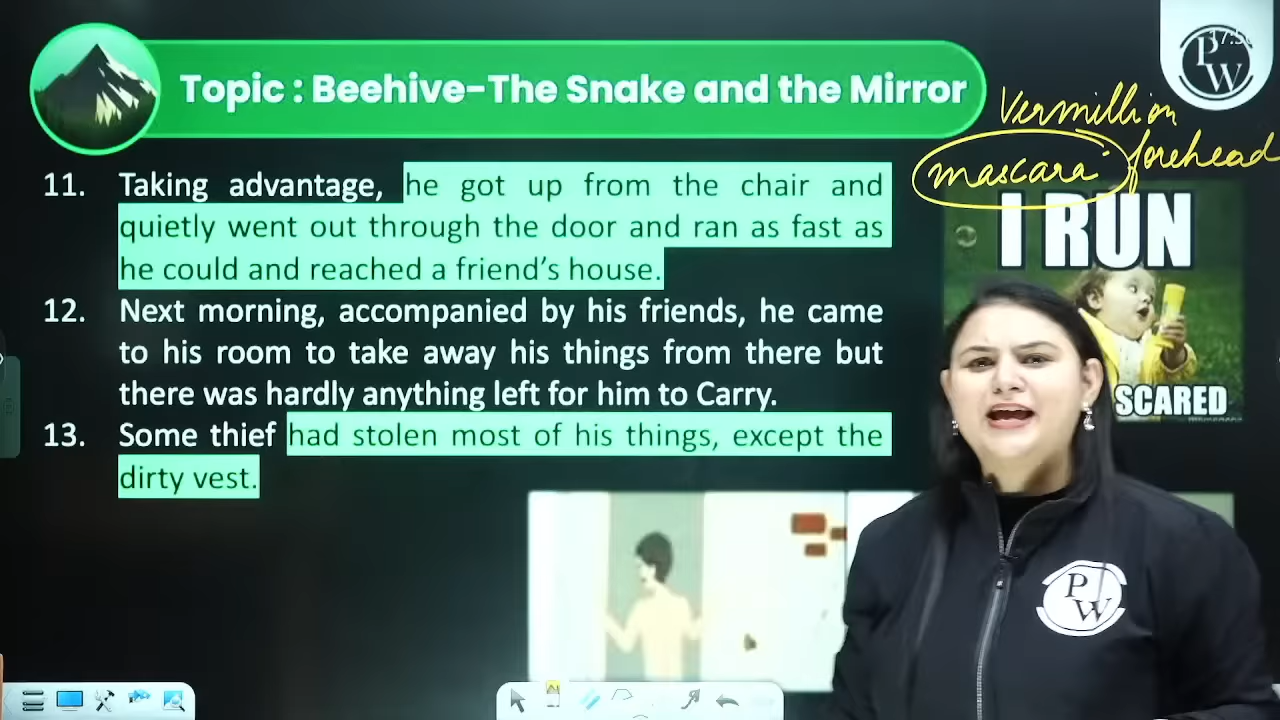 Topic : Beehive-The Snake and the Mirror
PW
Vermillion
mascara - forehead
11. Taking advantage, he got up from the chair and
quietly went out through the door and ran as fast as
he could and reached a friend's house.
12. Next morning, accompanied by his friends, he came
to his room to take away his things from there but
there was hardly anything left for him to Carry.
13. Some thief had stolen most of his things, except the
dirty vest.
I RUN
SCARED
PW